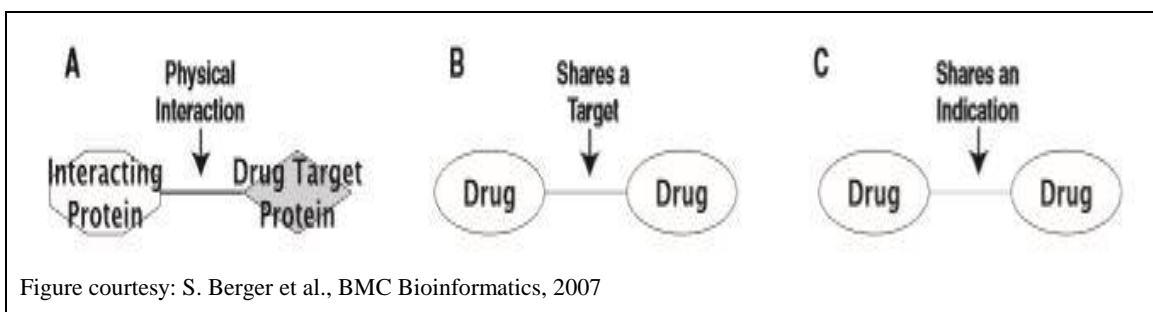 A
Physical
Interaction
Interacting
Protein
Drug Target
Protein
B
Shares a
Target
Drug
Drug
C
Shares an
Indication
Drug
Drug
Figure courtesy: S. Berger et al., BMC Bioinformatics, 2007